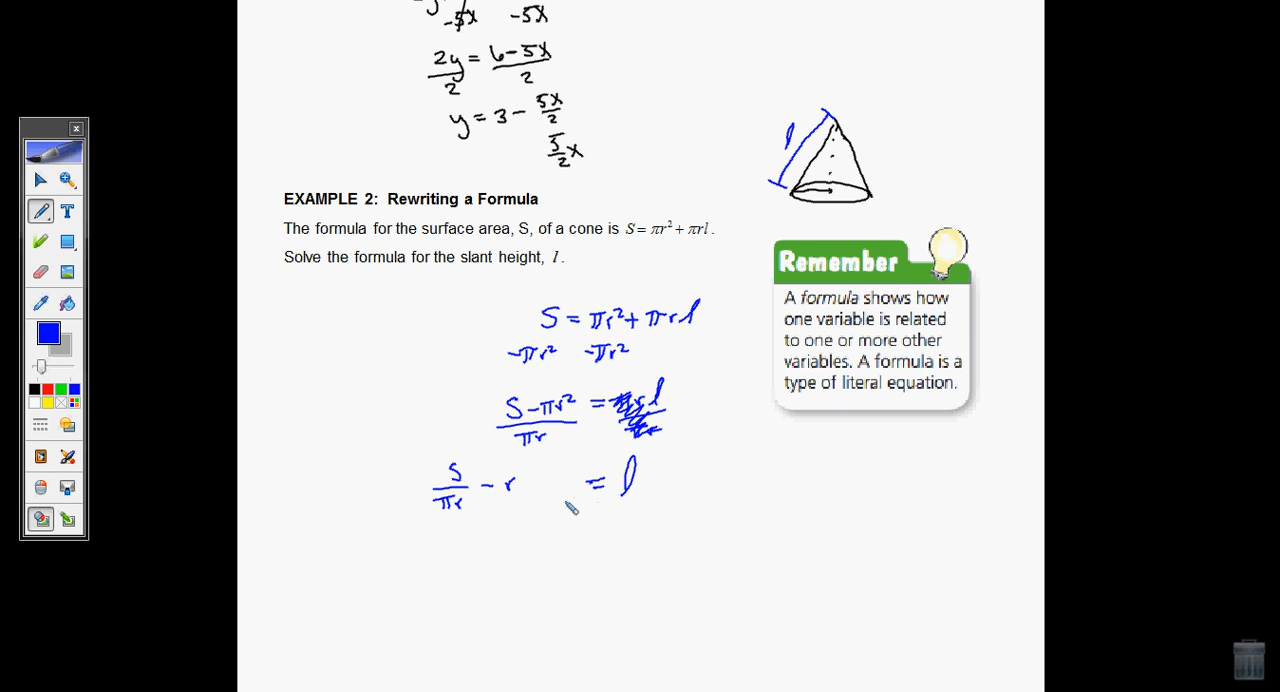 -5x -5x
2y = 6-5x
2 2
y = 3 - 5x
2
5
2 x
l
EXAMPLE 2: Rewriting a Formula
The formula for the surface area, S, of a cone is S = πr² + πrl.
Solve the formula for the slant height, l.
S = πr² + πrl
-πr² -πr²
S-πr² = l
πr
S
πr - r = l
Remember
A formula shows how
one variable is related
to one or more other
variables. A formula is a
type of literal equation.
T
x